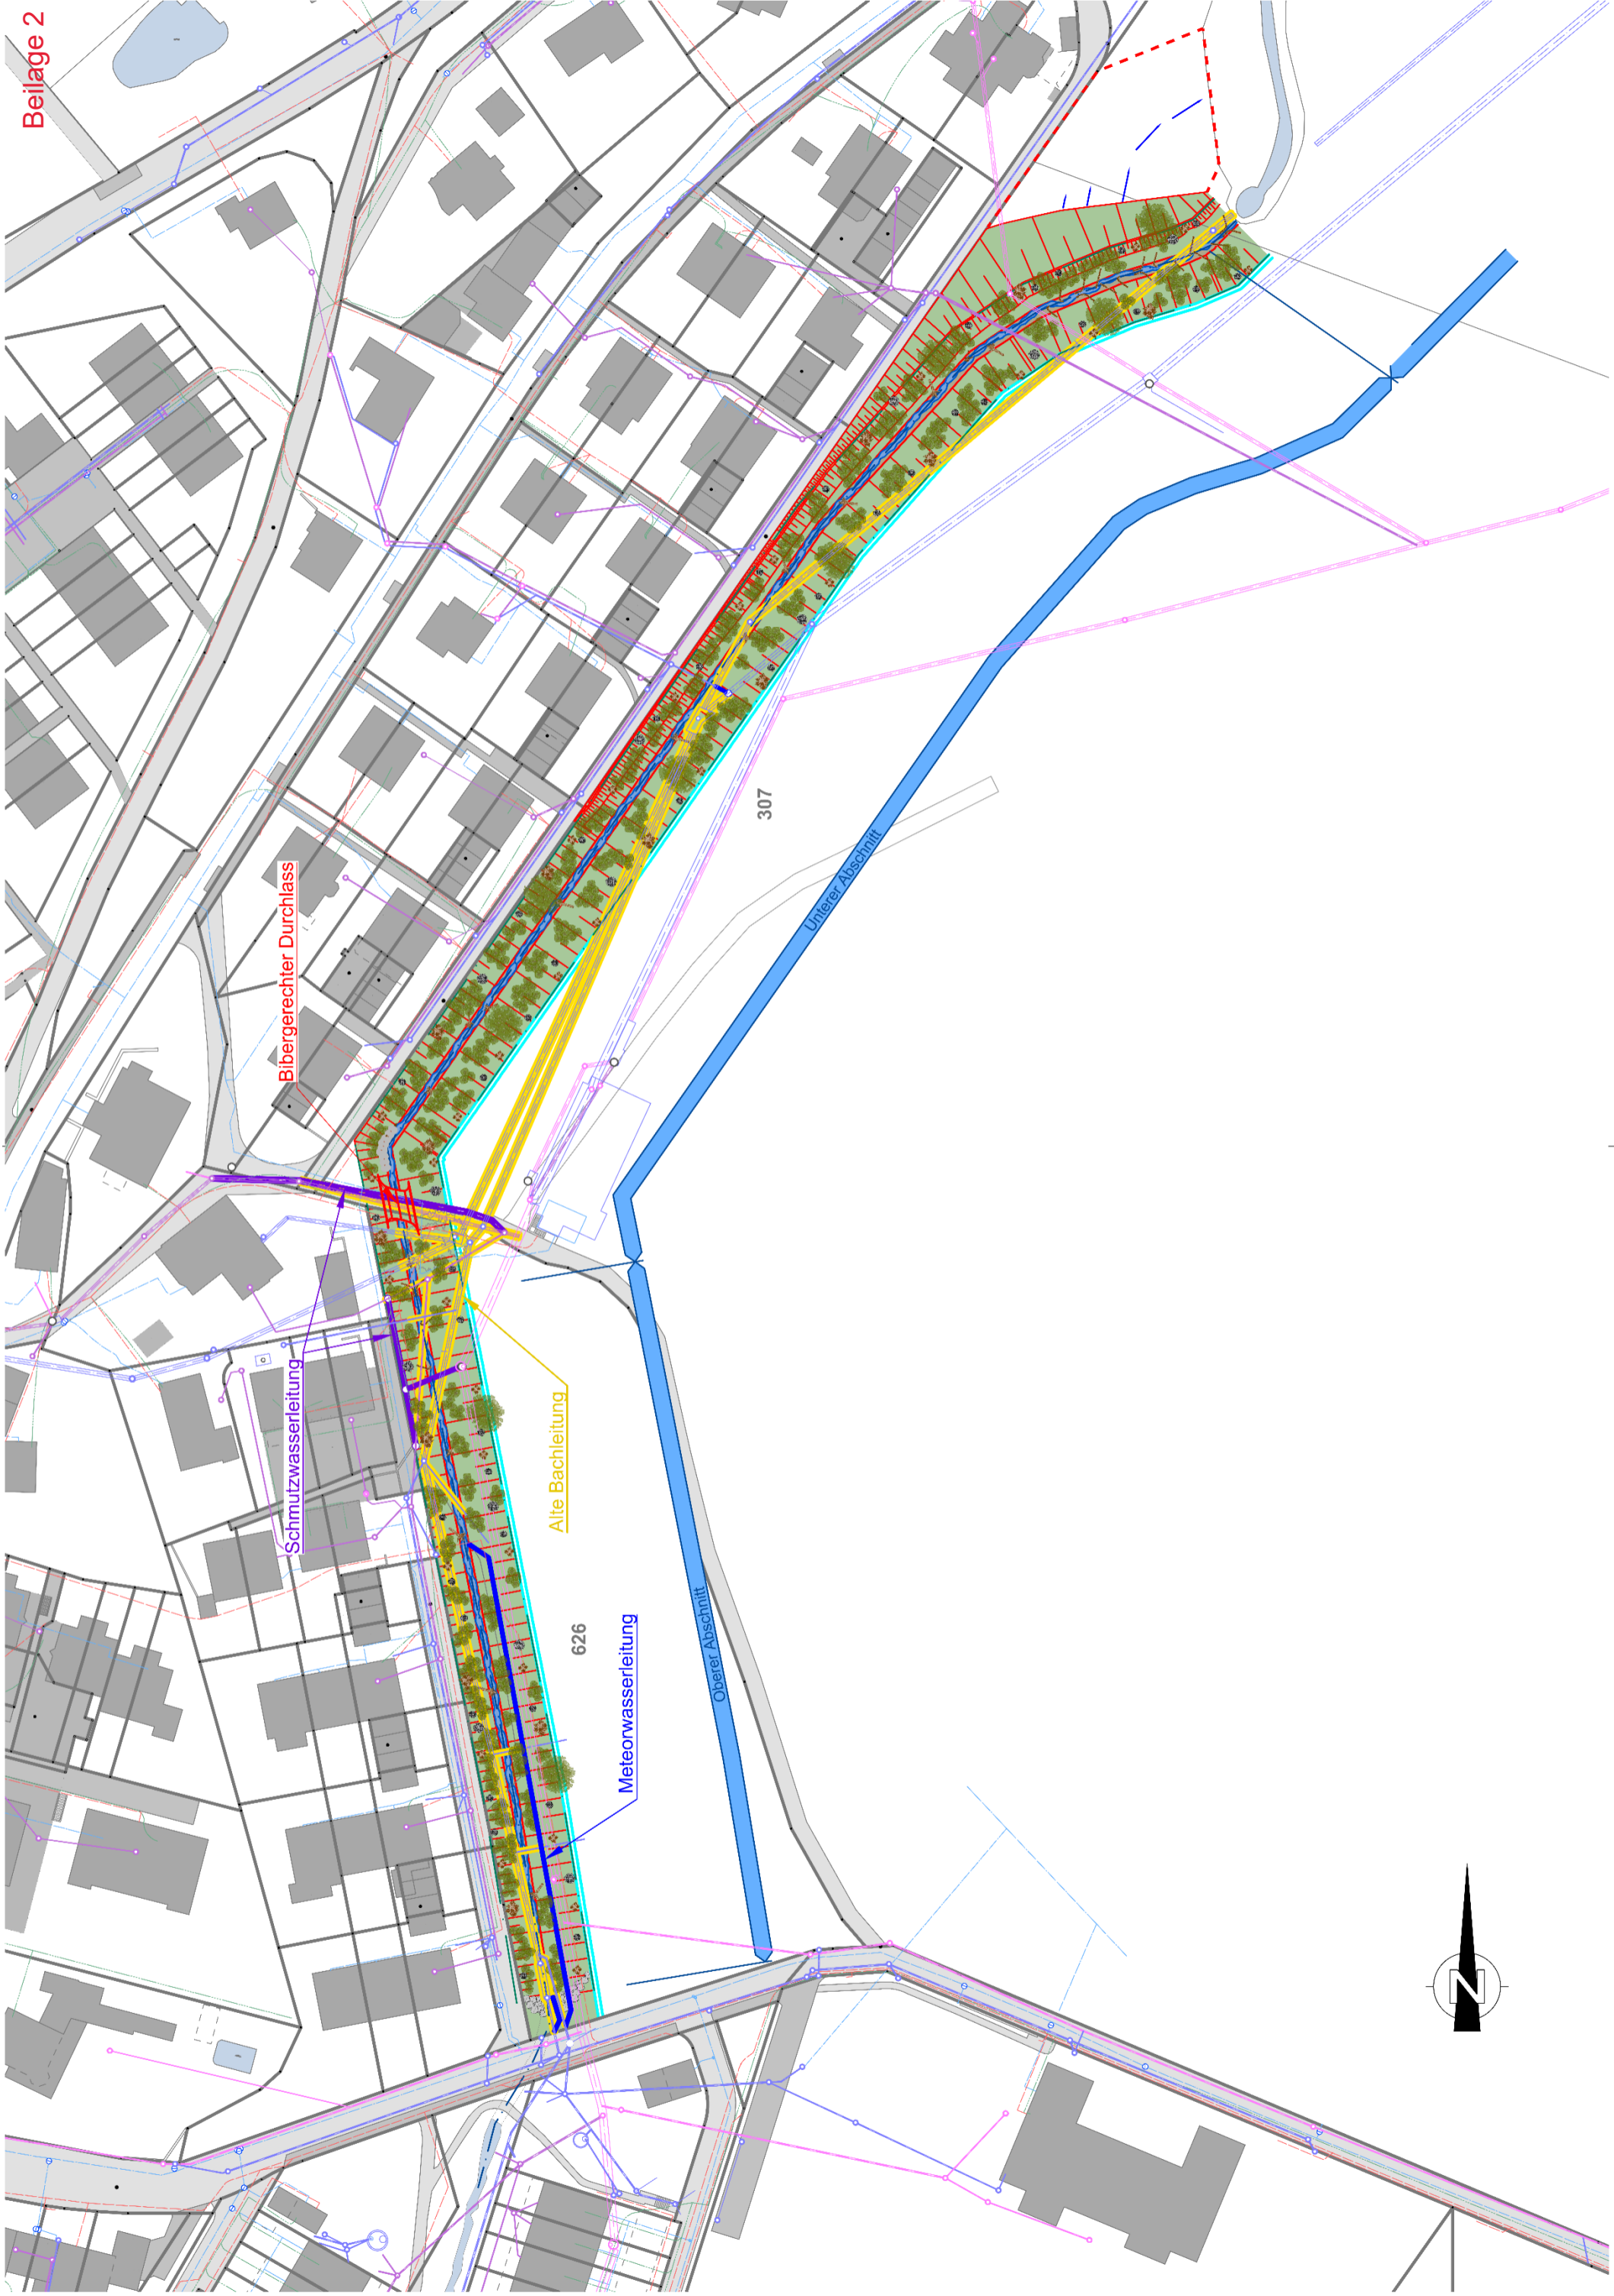 Beilage 2
Bibergerechter Durchlass
Schmutzwasserleitung
Alte Bachleitung
Meteorwasserleitung
Unterer Abschnitt
Oberer Abschnitt
307
626
N